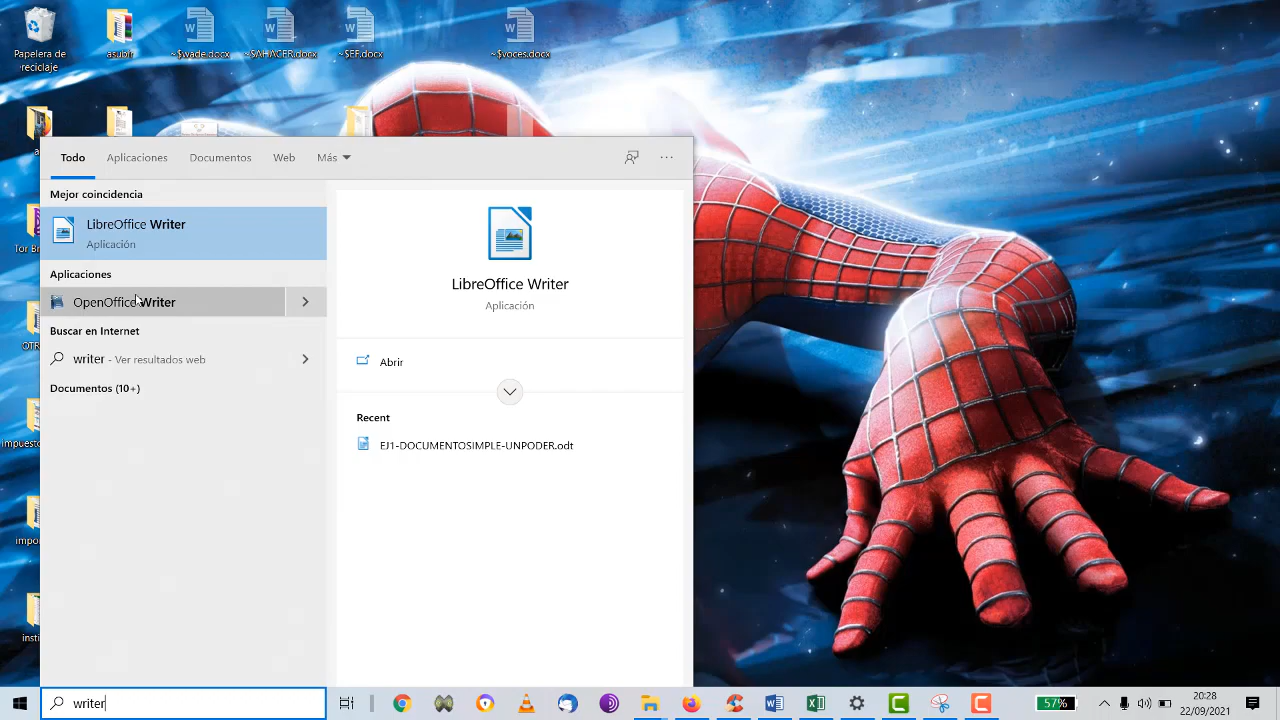 Papelera de
reciclaje
asubir
~$wade.docx
~$AHACER.docx
~$EF.docx
~$voces.docx
Todo
Aplicaciones
Documentos
Web
Más
Mejor coincidencia
LibreOffice Writer
Aplicación
Aplicaciones
OpenOffice Writer
Buscar en Internet
writer - Ver resultados web
Documentos (10+)
LibreOffice Writer
Aplicación
Abrir
Recent
EJ1-DOCUMENTOSIMPLE-UNPODER.odt
writer
57%
20:28
22/09/2021